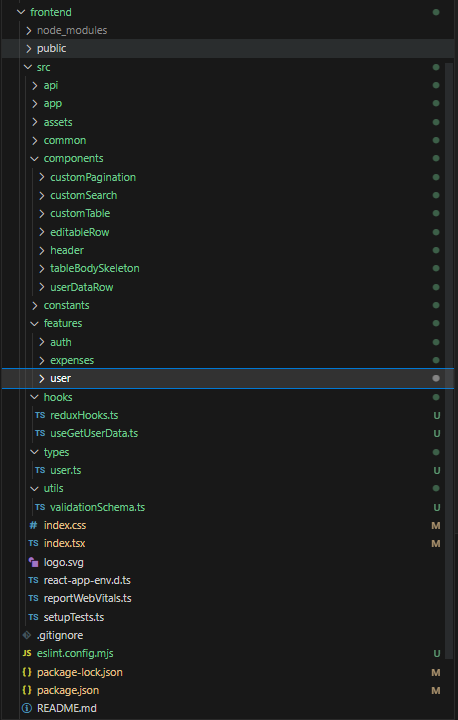 frontend
node_modules
public
src
api
app
assets
common
components
customPagination
customSearch
customTable
editableRow
header
tableBodySkeleton
userDataRow
constants
features
auth
expenses
user
hooks
TS reduxHooks.ts U
TS useGetUserData.ts U
types
TS user.ts U
utils
TS validationSchema.ts U
# index.css M
TS index.tsx M
logo.svg
TS react-app-env.d.ts
TS reportWebVitals.ts
TS setupTests.ts
.gitignore
JS eslint.config.mjs U
{} package-lock.json M
{} package.json M
README.md